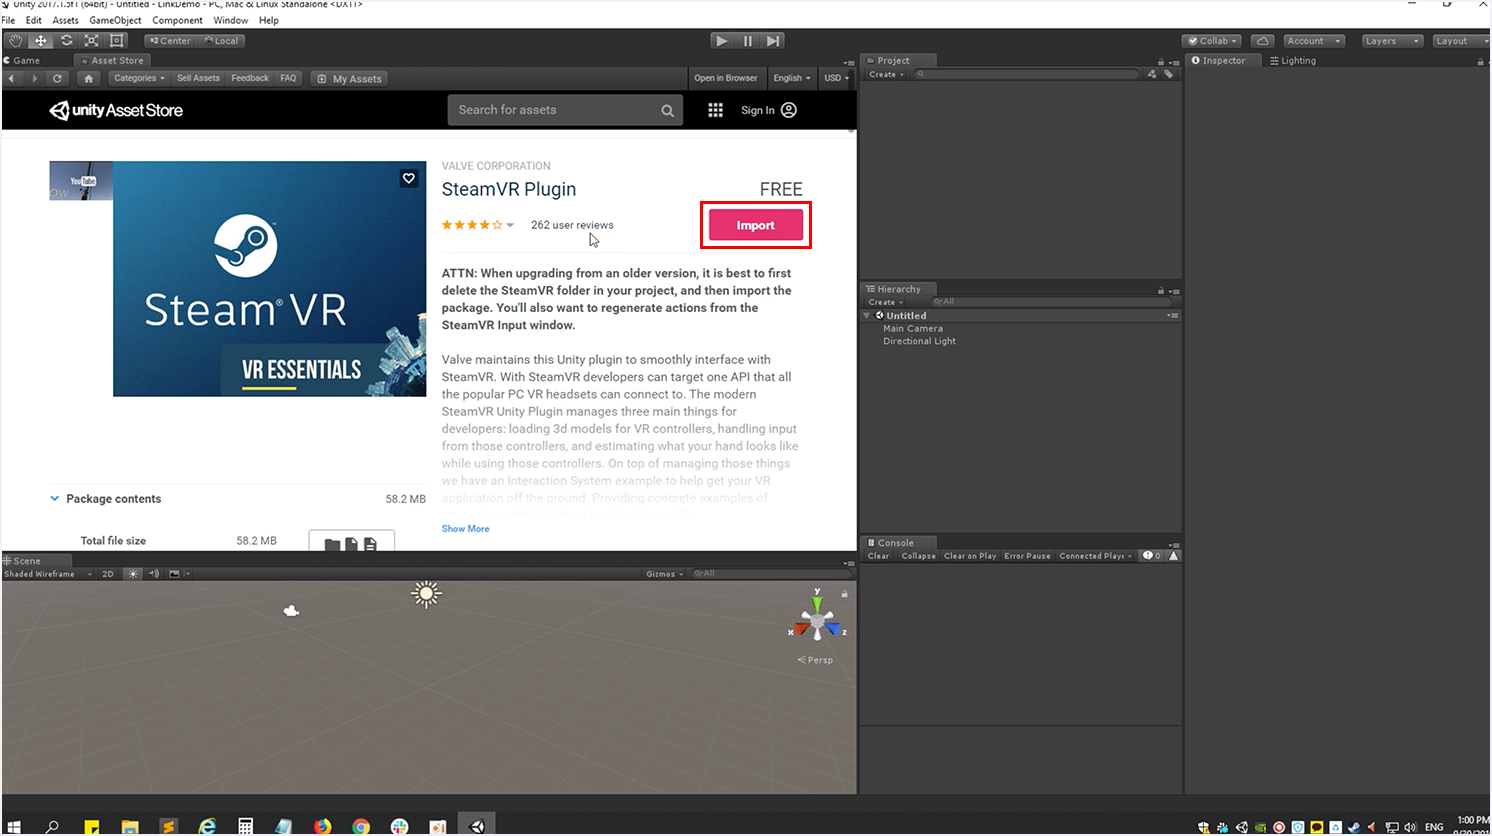 Unity 2017.1.5f1 (64bit) - Untitled - LinkDemo - PC, Mac & Linux Standalone <DX11>
File Edit Assets GameObject Component Window Help
Center Local
Collab Account Layers Layout
Game Asset Store
Categories Sell Assets Feedback FAQ My Assets
Open in Browser English USD
unity Asset Store
Search for assets
Sign In
YouTube
VALVE CORPORATION
SteamVR Plugin
FREE
262 user reviews
Import
STEAM® VR
VR ESSENTIALS
ATTN: When upgrading from an older version, it is best to first
delete the SteamVR folder in your project, and then import the
package. You'll also want to regenerate actions from the
SteamVR Input window.
Valve maintains this Unity plugin to smoothly interface with
SteamVR. With SteamVR developers can target one API that all
the popular PC VR headsets can connect to. The modern
SteamVR Unity Plugin manages three main things for
developers: loading 3d models for VR controllers, handling input
from those controllers, and estimating what your hand looks like
while using those controllers. On top of managing those things
we have an Interaction System example to help get your VR
application off the ground. Providing concrete examples of
Show More
Package contents 58.2 MB
Total file size 58.2 MB
Project
Create
Hierarchy
Create All
Untitled
Main Camera
Directional Light
Console
Clear Collapse Clear on Play Error Pause Connected Playe 0
Inspector Lighting
Scene
Shaded Wireframe 2D Gizmos All
y
x z
Persp
ENG
1:00 PM